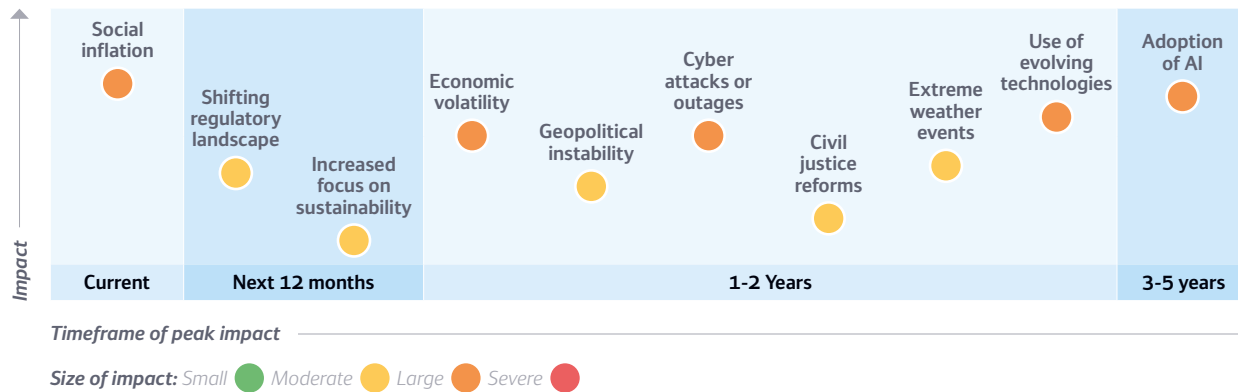 Social
inflation
Shifting
regulatory
landscape
Increased
focus on
sustainability
Economic
volatility
Geopolitical
instability
Cyber
attacks or
outages
Civil
justice
reforms
Extreme
weather
events
Use of
evolving
technologies
Adoption
of AI
Impact
Current
Next 12 months
1-2 Years
3-5 years
Timeframe of peak impact
Size of impact: Small Moderate Large Severe